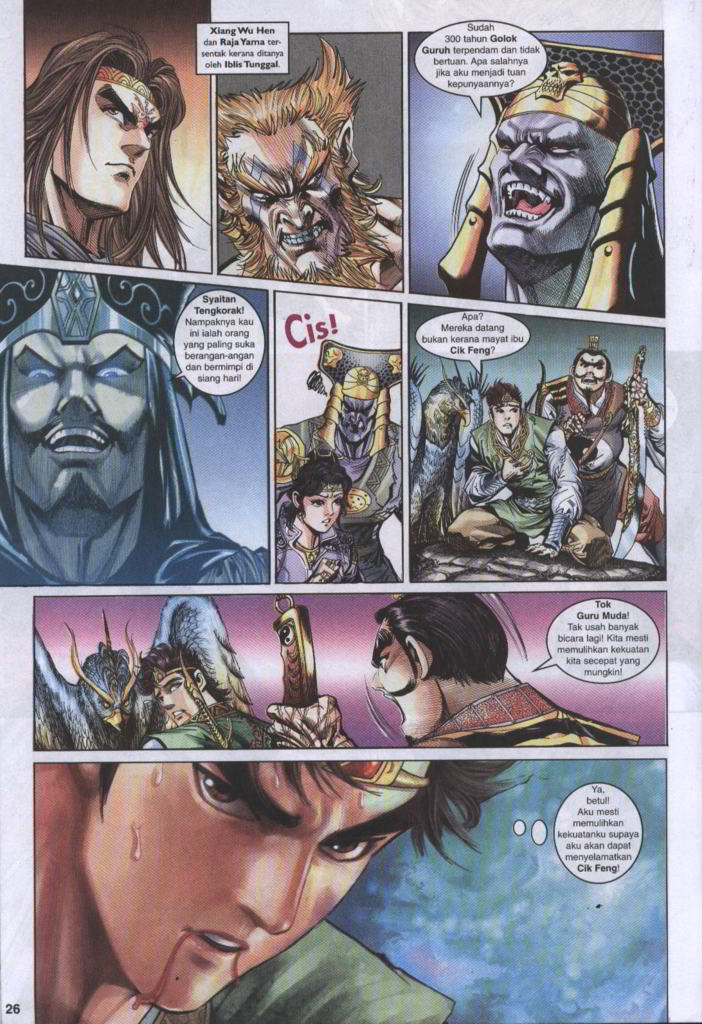 Xiang Wu Hen
dan Raja Yama ter-
sentak kerana ditanya
oleh Iblis Tunggal.
Sudah
300 tahun Golok
Guruh terpendam dan tidak
bertuan. Apa salahnya
jika aku menjadi tuan
kepunyaannya?
Syaitan
Tengkorak!
Nampaknya kau
ini ialah orang
yang paling suka
berangan-angan
dan bermimpi di
siang hari!
Cis!
Apa?
Mereka datang
bukan kerana mayat ibu
Cik Feng?
Tok
Guru Muda!
Tak usah banyak
bicara lagi! Kita mesti
memulihkan kekuatan
kita secepat yang
mungkin!
Ya,
betul!
Aku mesti
memulihkan
kekuatanku supaya
aku akan dapat
menyelamatkan
Cik Feng!
26